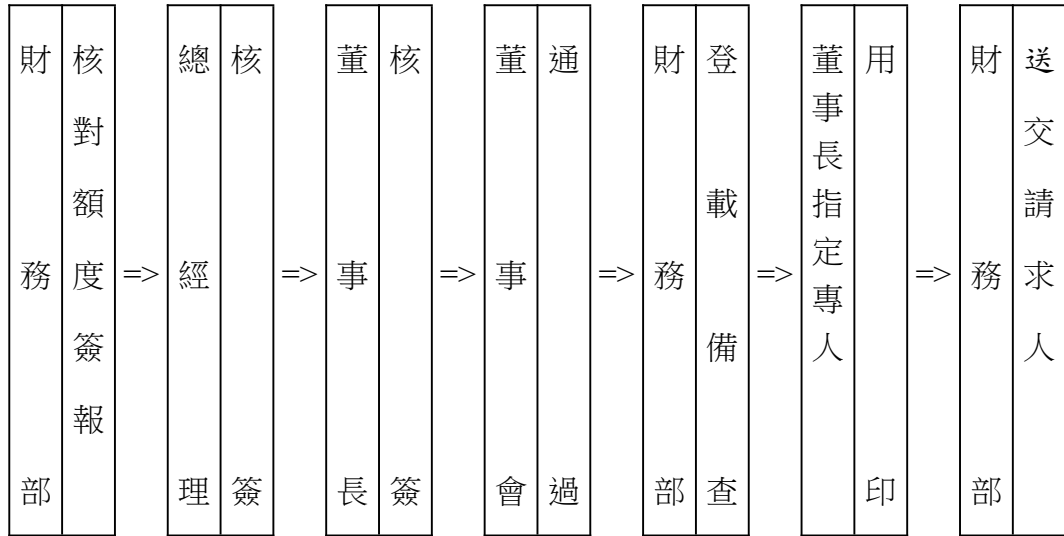 財務部
核對額度簽報
=>
總經理
核簽
=>
董事長
核簽
=>
董事會
通過
=>
財務部
登載備查
=>
董事長指定專人
用印
=>
財務部
送交請求人